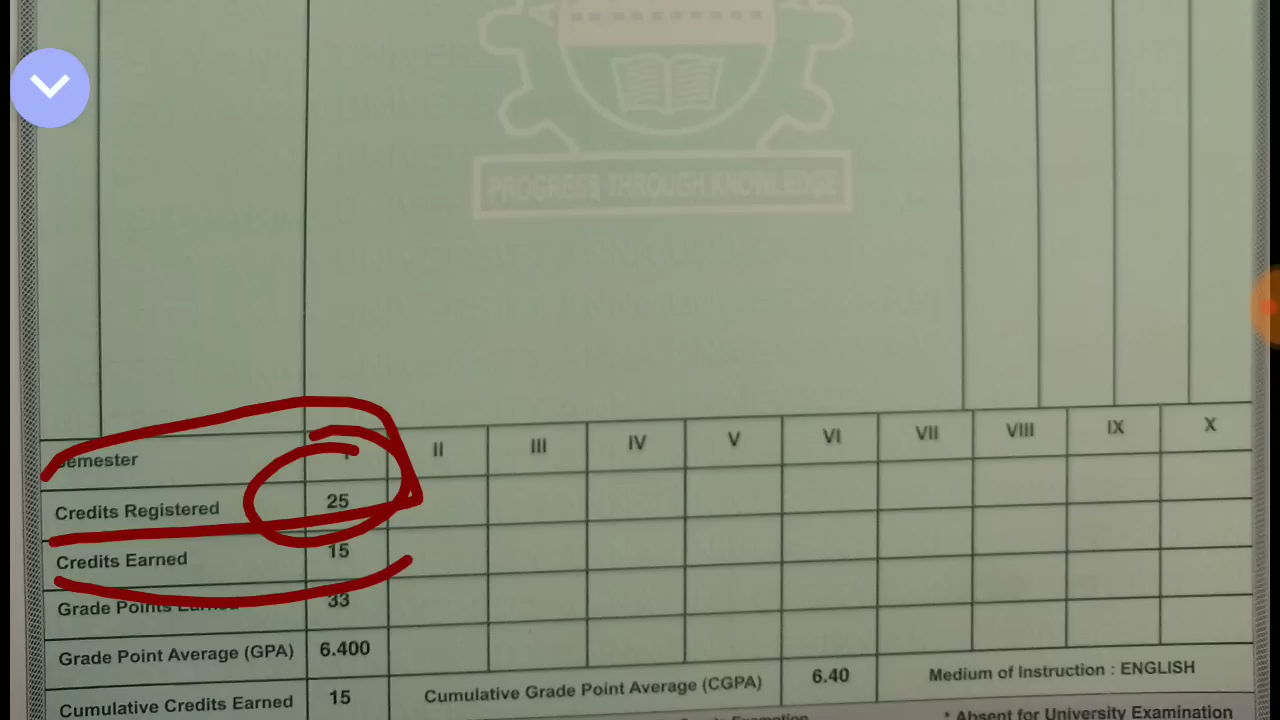 PROGRESS THROUGH KNOWLEDGE
Semester I II III IV V VI VII VIII IX X
Credits Registered 25
Credits Earned 15
Grade Points Earned 33
Grade Point Average (GPA) 6.400
Cumulative Credits Earned 15 Cumulative Grade Point Average (CGPA) 6.40 Medium of Instruction : ENGLISH
* Absent for University Examination